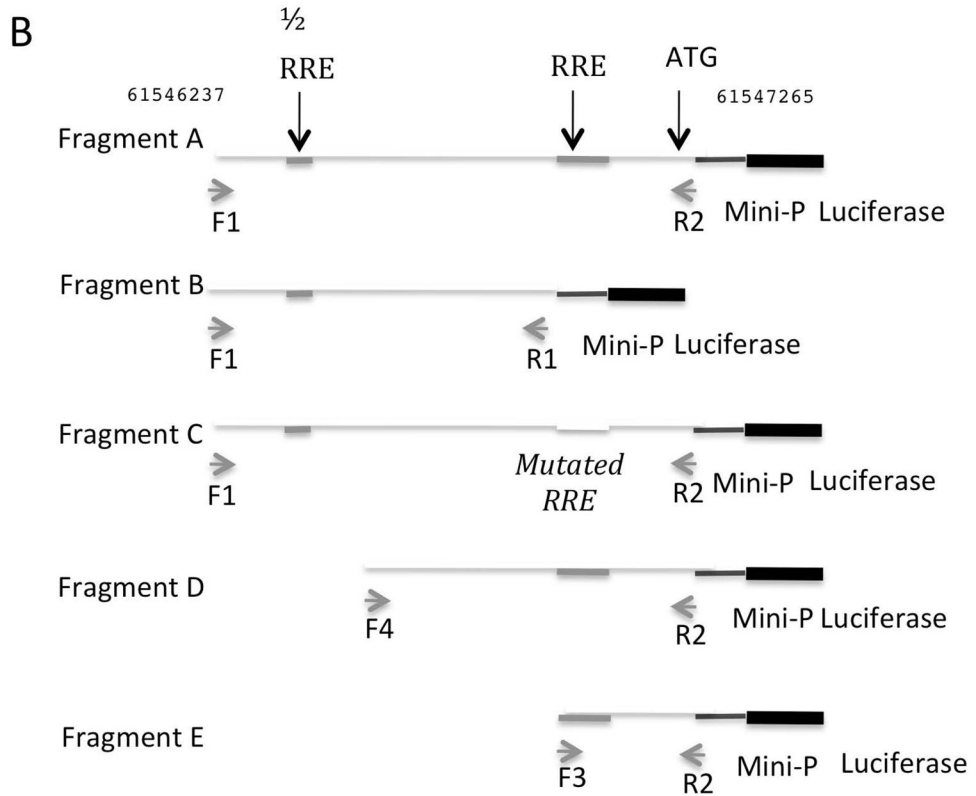 B
½
RRE
RRE
ATG
61546237
61547265
Fragment A
F1
R2
Mini-P Luciferase
Fragment B
F1
R1
Mini-P Luciferase
Fragment C
Mutated
RRE
F1
R2
Mini-P Luciferase
Fragment D
F4
R2
Mini-P Luciferase
Fragment E
F3
R2
Mini-P Luciferase